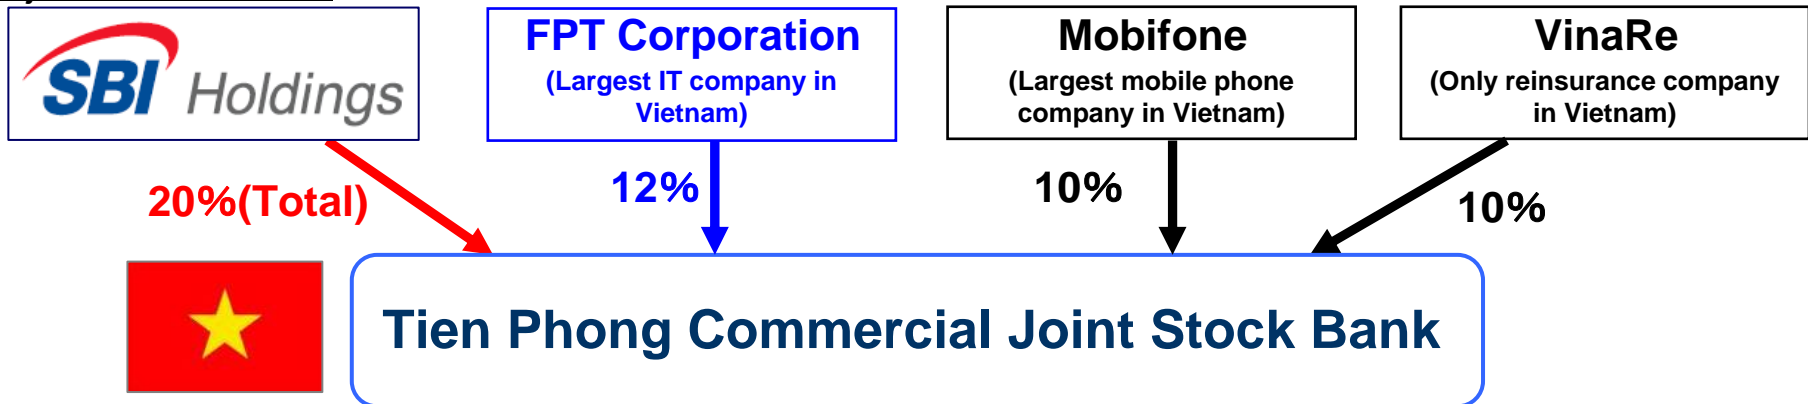 SBI Holdings
FPT Corporation
(Largest IT company in
Vietnam)
Mobifone
(Largest mobile phone
company in Vietnam)
VinaRe
(Only reinsurance company
in Vietnam)
20%(Total)
12%
10%
10%
Tien Phong Commercial Joint Stock Bank